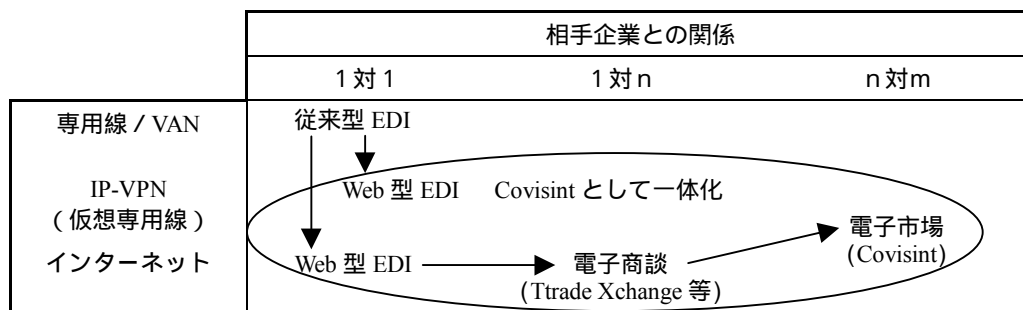 相手企業との関係
1対1 1対n n対m
専用線/VAN 従来型 EDI
IP-VPN Web 型 EDI Covisint として一体化
(仮想専用線) 電子市場
インターネット Web 型 EDI 電子商談 (Covisint)
(Ttrade Xchange 等)